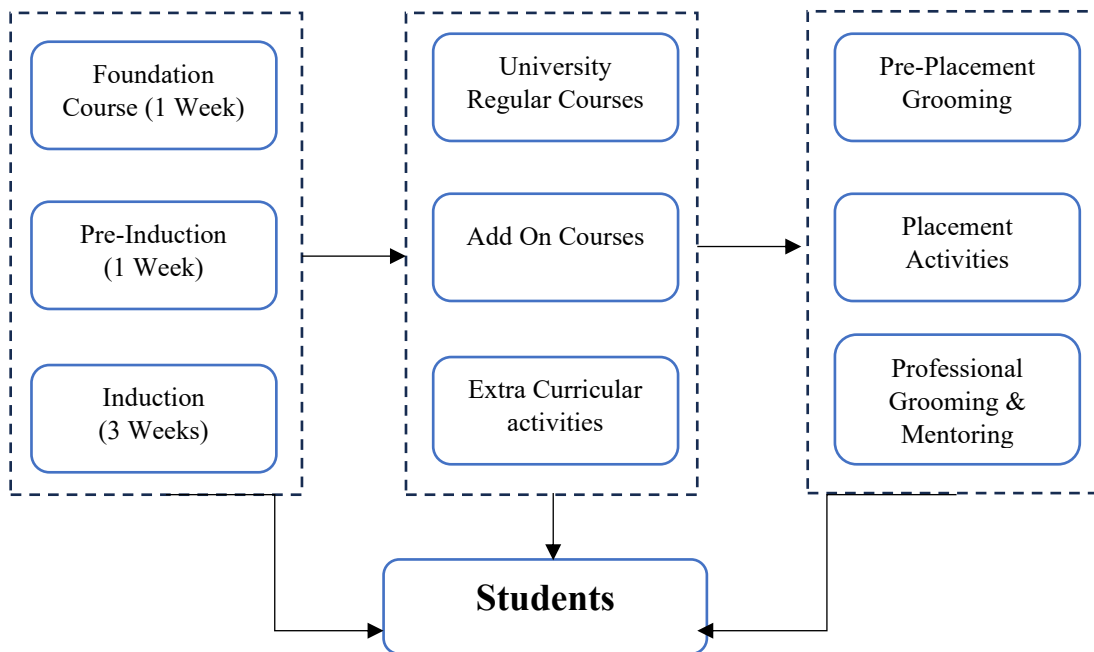 Foundation
Course (1 Week)
Pre-Induction
(1 Week)
Induction
(3 Weeks)
University
Regular Courses
Add On Courses
Extra Curricular
activities
Pre-Placement
Grooming
Placement
Activities
Professional
Grooming &
Mentoring
Students